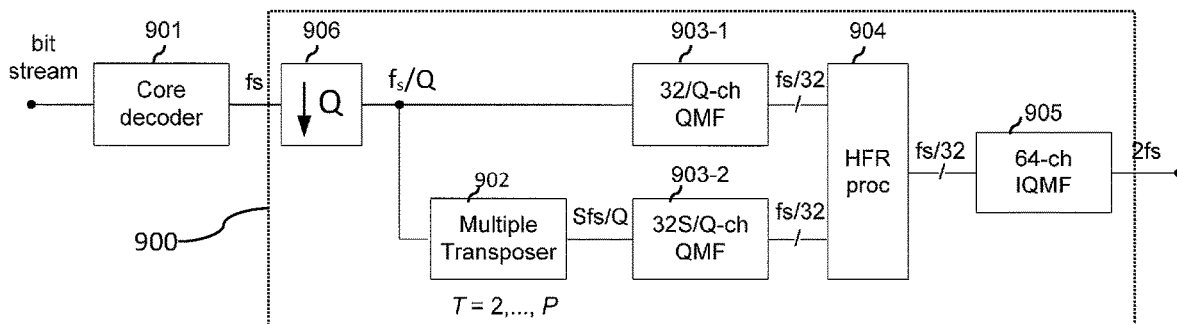 bit
stream
901
Core
decoder
fs
906
↓ Q
fs/Q
903-1
32/Q-ch
QMF
fs/32
904
HFR
proc
fs/32
905
64-ch
IQMF
2fs
902
Multiple
Transposer
T = 2,..., P
Sfs/Q
903-2
32S/Q-ch
QMF
fs/32
900